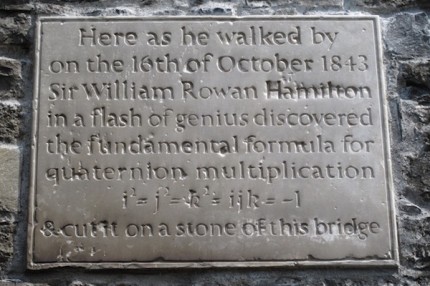 Here as he walked by
on the 16th of October 1843
Sir William Rowan Hamilton
in a flash of genius discovered
the fundamental formula for
quaternion multiplication
i² = j² = k² = ijk = -1
& cut it on a stone of this bridge